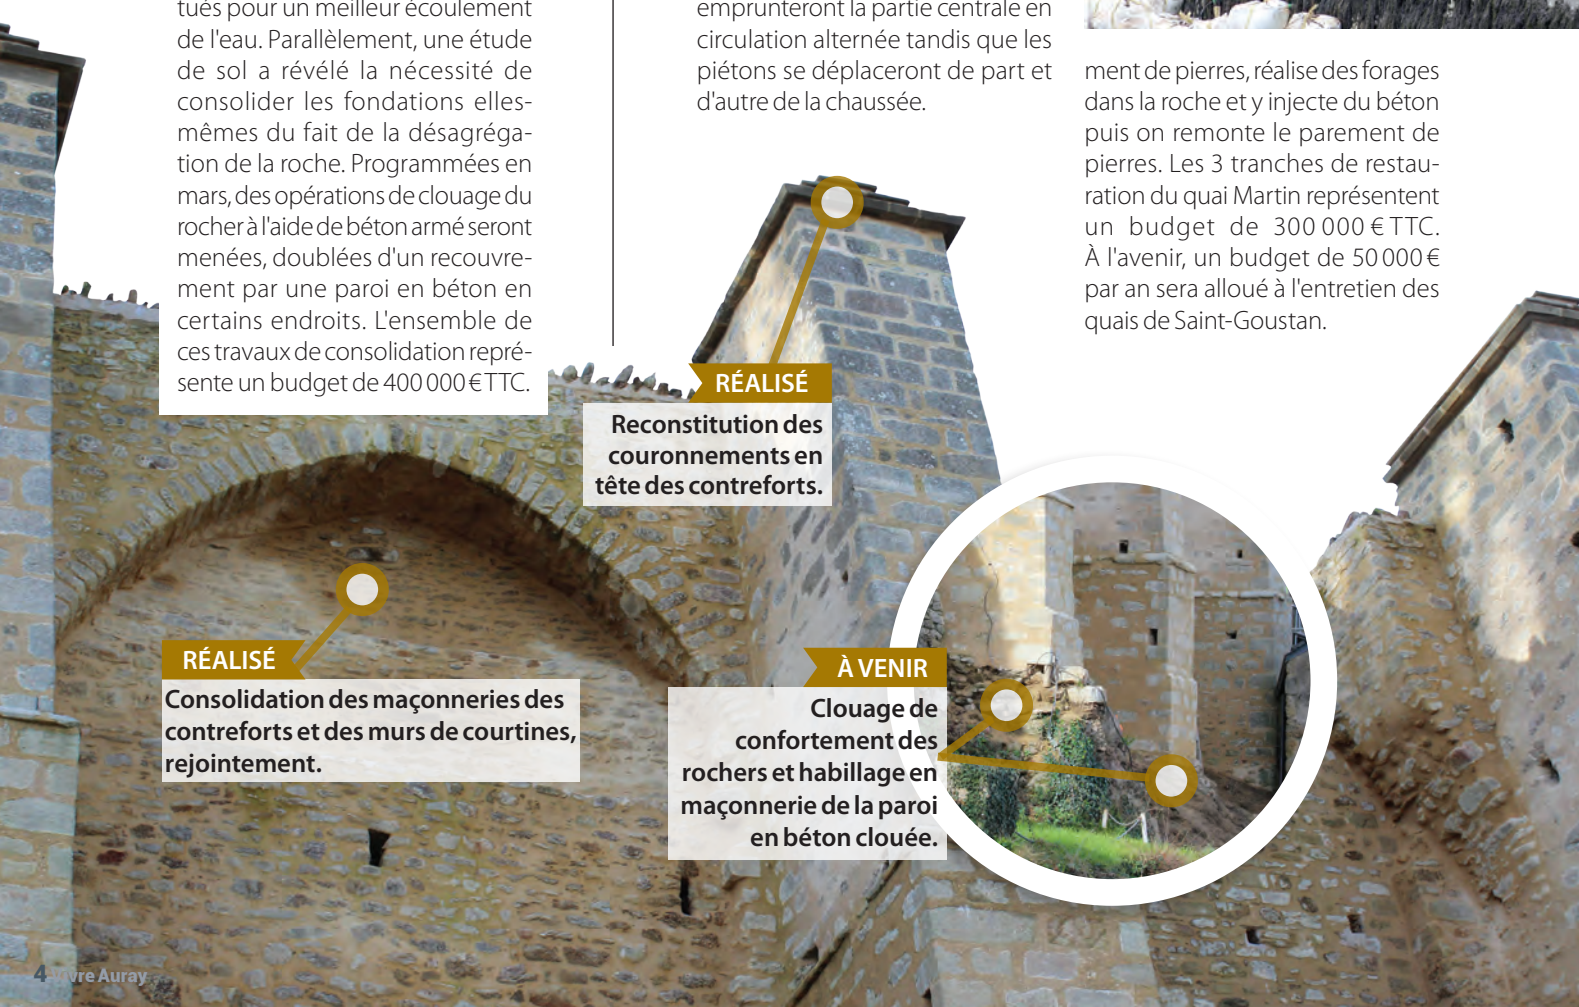 tués pour un meilleur écoulement
de l'eau. Parallèlement, une étude
de sol a révélé la nécessité de
consolider les fondations elles-
mêmes du fait de la désagréga-
tion de la roche. Programmées en
mars, des opérations de clouage du
rocher à l'aide de béton armé seront
menées, doublées d'un recouvre-
ment par une paroi en béton en
certains endroits. L'ensemble de
ces travaux de consolidation repré-
sente un budget de 400 000 € TTC.
emprunteront la partie centrale en
circulation alternée tandis que les
piétons se déplaceront de part et
d'autre de la chaussée.
ment de pierres, réalise des forages
dans la roche et y injecte du béton
puis on remonte le parement de
pierres. Les 3 tranches de restau-
ration du quai Martin représentent
un budget de 300 000 € TTC.
À l'avenir, un budget de 50 000 €
par an sera alloué à l'entretien des
quais de Saint-Goustan.
RÉALISÉ
Reconstitution des
couronnements en
tête des contreforts.
RÉALISÉ
Consolidation des maçonneries des
contreforts et des murs de courtines,
rejointement.
À VENIR
Clouage de
confortement des
rochers et habillage en
maçonnerie de la paroi
en béton clouée.
4 Vivre Auray